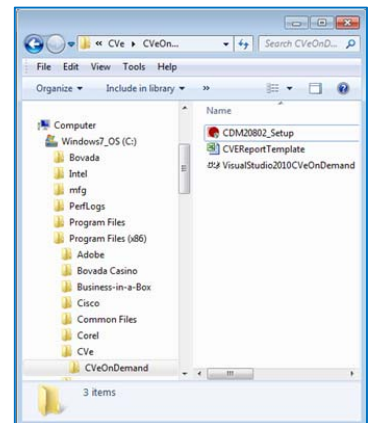 « CVe ▸ CVeOn...
Search CVeOnD...
File Edit View Tools Help
Organize ▾ Include in library ▾ »
Name
Computer
Windows7_OS (C:)
Bovada
Intel
mfg
PerfLogs
Program Files
Program Files (x86)
Adobe
Bovada Casino
Business-in-a-Box
Cisco
Common Files
Corel
CVe
CVeOnDemand
CDM20802_Setup
CVEReportTemplate
VisualStudio2010CVeOnDemand
3 items